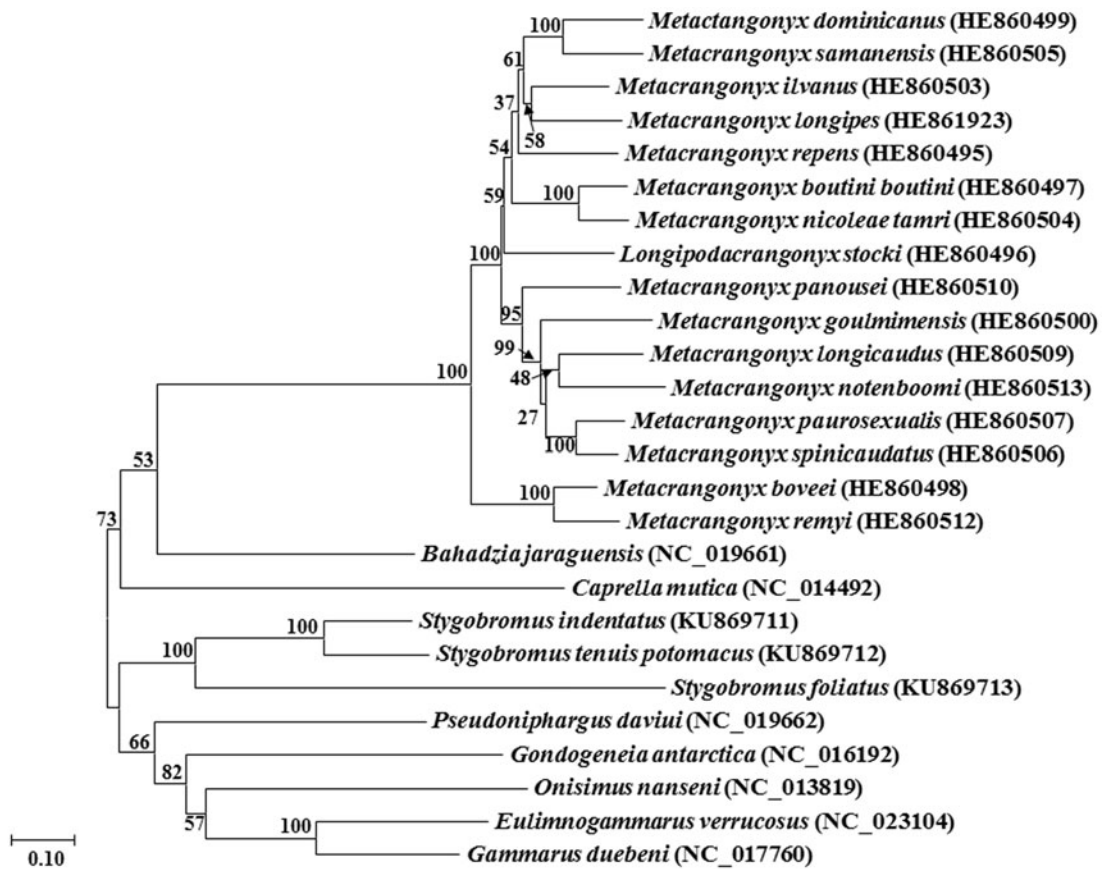 Metactangonyx dominicanus (HE860499)
100
Metacrangonyx samanensis (HE860505)
61
Metacrangonyx ilvanus (HE860503)
37
Metacrangonyx longipes (HE861923)
58
54
Metacrangonyx repens (HE860495)
Metacrangonyx boutini boutini (HE860497)
59
100
Metacrangonyx nicoleae tamri (HE860504)
100
Longipodacrangonyx stocki (HE860496)
Metacrangonyx panousei (HE860510)
95
Metacrangonyx goulmimensis (HE860500)
99
Metacrangonyx longicaudus (HE860509)
100
48
Metacrangonyx notenboomi (HE860513)
27
Metacrangonyx paurosexualis (HE860507)
100
Metacrangonyx spinicaudatus (HE860506)
53
Metacrangonyx boveei (HE860498)
100
Metacrangonyx remyi (HE860512)
73
Bahadzia jaraguensis (NC_019661)
Caprella mutica (NC_014492)
Stygobromus indentatus (KU869711)
100
100
Stygobromus tenuis potomacus (KU869712)
Stygobromus foliatus (KU869713)
Pseudoniphargus daviui (NC_019662)
66
Gondogeneia antarctica (NC_016192)
82
Onisimus nanseni (NC_013819)
57
Eulimnogammarus verrucosus (NC_023104)
100
Gammarus duebeni (NC_017760)
0.10